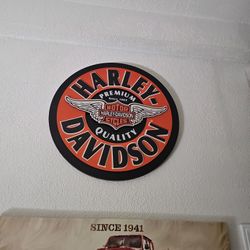 HARLEY-
PREMIUM
MOTOR
HARLEY-DAVIDSON
CYCLES
QUALITY
DAVIDSON
SINCE 1941